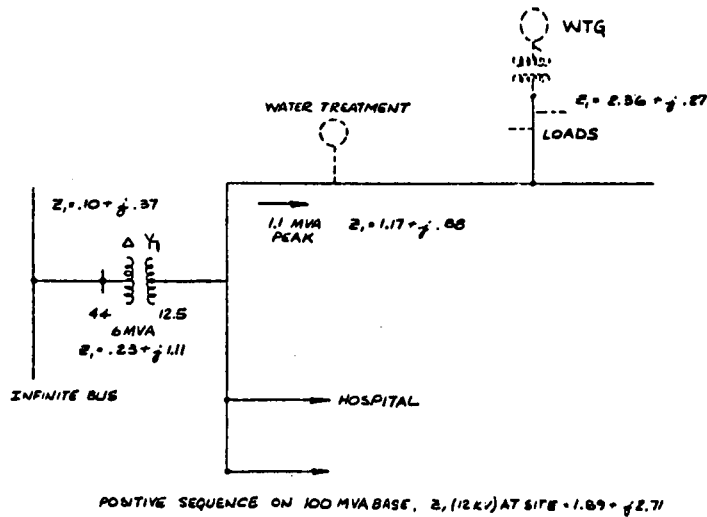 WTG
Z₁ = 2.36 + j .27
LOADS
WATER TREATMENT
Z₁ = .10 + j .37
1.1 MVA
PEAK
Z₁ = 1.17 + j .88
Δ Y
44 12.5
6 MVA
Z₁ = .23 + j 1.11
INFINITE BUS
HOSPITAL
POSITIVE SEQUENCE ON 100 MVA BASE, Z₁ (12 KV) AT SITE = 1.89 + j 2.71